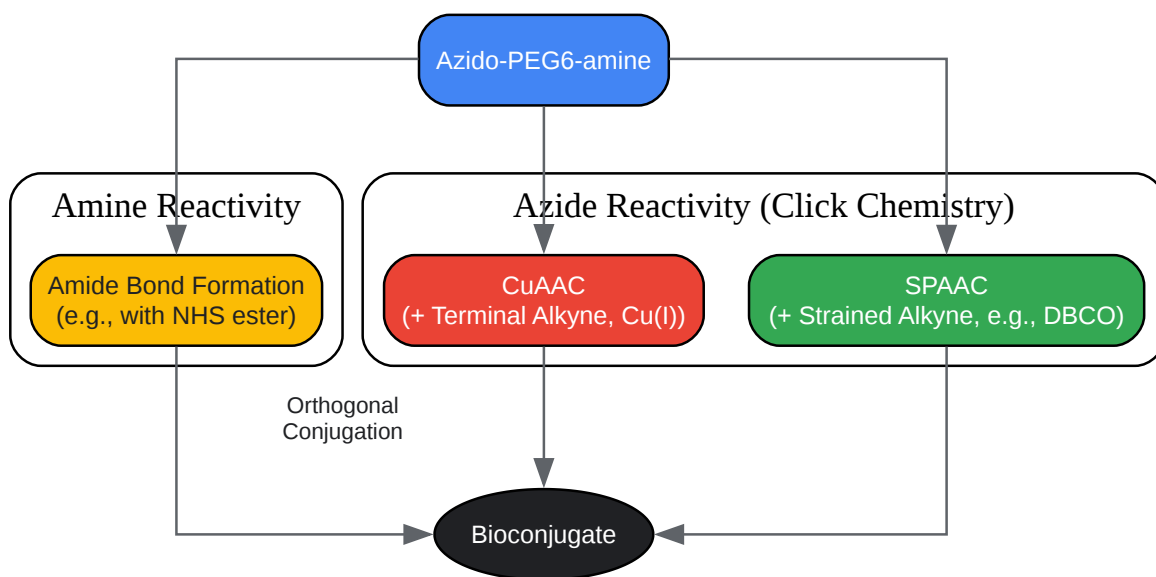 Azido-PEG6-amine
Amine Reactivity
Azide Reactivity (Click Chemistry)
Amide Bond Formation
(e.g., with NHS ester)
CuAAC
(+ Terminal Alkyne, Cu(I))
SPAAC
(+ Strained Alkyne, e.g., DBCO)
Orthogonal
Conjugation
Bioconjugate